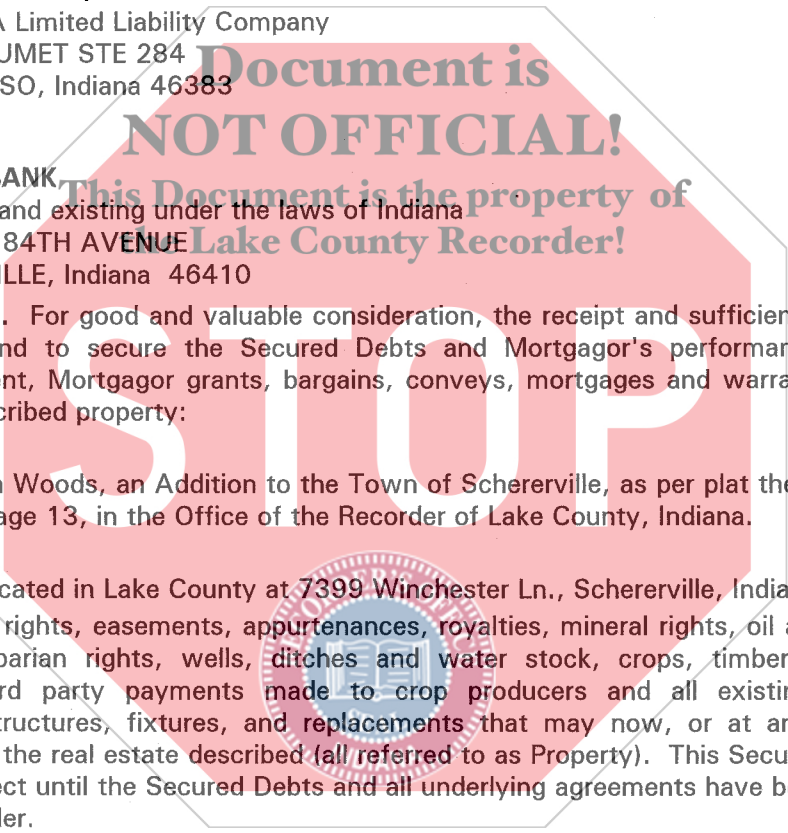 A Limited Liability Company
UMET STE 284
SO, Indiana 46383
Document is
NOT OFFICIAL!
This Document is the property of
the Lake County Recorder!
BANK
and existing under the laws of Indiana
84TH AVENUE
ILLE, Indiana 46410
. For good and valuable consideration, the receipt and sufficien
nd to secure the Secured Debts and Mortgagor's performan
ent, Mortgagor grants, bargains, conveys, mortgages and warra
cribed property:
STOP
n Woods, an Addition to the Town of Schererville, as per plat the
age 13, in the Office of the Recorder of Lake County, Indiana.
cated in Lake County at 7399 Winchester Ln., Schererville, India
rights, easements, appurtenances, royalties, mineral rights, oil a
parian rights, wells, ditches and water stock, crops, timber
rd party payments made to crop producers and all existin
tructures, fixtures, and replacements that may now, or at an
the real estate described (all referred to as Property). This Secu
ect until the Secured Debts and all underlying agreements have b
der.
RECORDER'S OFFICE
SEAL
INDIANA